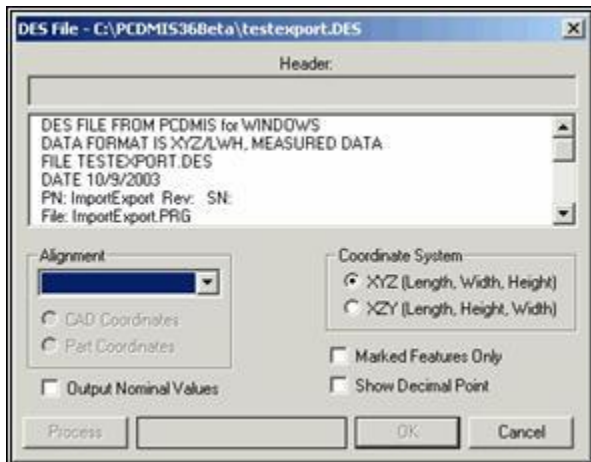 DES File - C:\PCDMIS36Beta\testexport.DES
Header:
DES FILE FROM PCDMIS for WINDOWS
DATA FORMAT IS XYZ/LWH, MEASURED DATA
FILE TESTEXPORT.DES
DATE 10/9/2003
PN: ImportExport Rev: SN:
File: ImportExport.PRG
Alignment
CAD Coordinates
Part Coordinates
Output Nominal Values
Coordinate System
XYZ (Length, Width, Height)
XZY (Length, Height, Width)
Marked Features Only
Show Decimal Point
Process
OK
Cancel